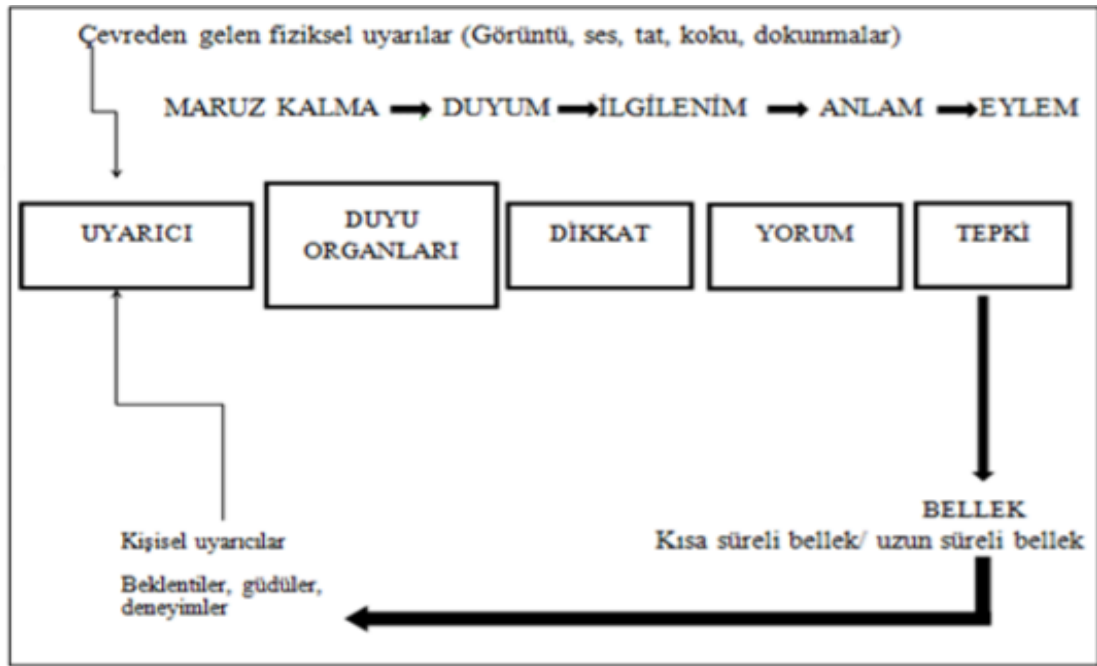 Çevreden gelen fiziksel uyarılar (Görüntü, ses, tat, koku, dokunmalar)
MARUZ KALMA DUYUM İLGİLENİM ANLAM EYLEM
UYARICI
DUYU
ORGANLARI
DİKKAT
YORUM
TEPKİ
BELLEK
Kısa süreli bellek/ uzun süreli bellek
Kişisel uyarıcılar
Beklentiler, güdüler,
deneyimler